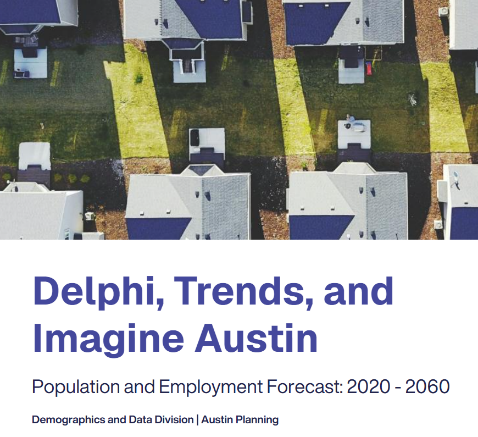 Delphi, Trends, and
Imagine Austin
Population and Employment Forecast: 2020 - 2060
Demographics and Data Division | Austin Planning